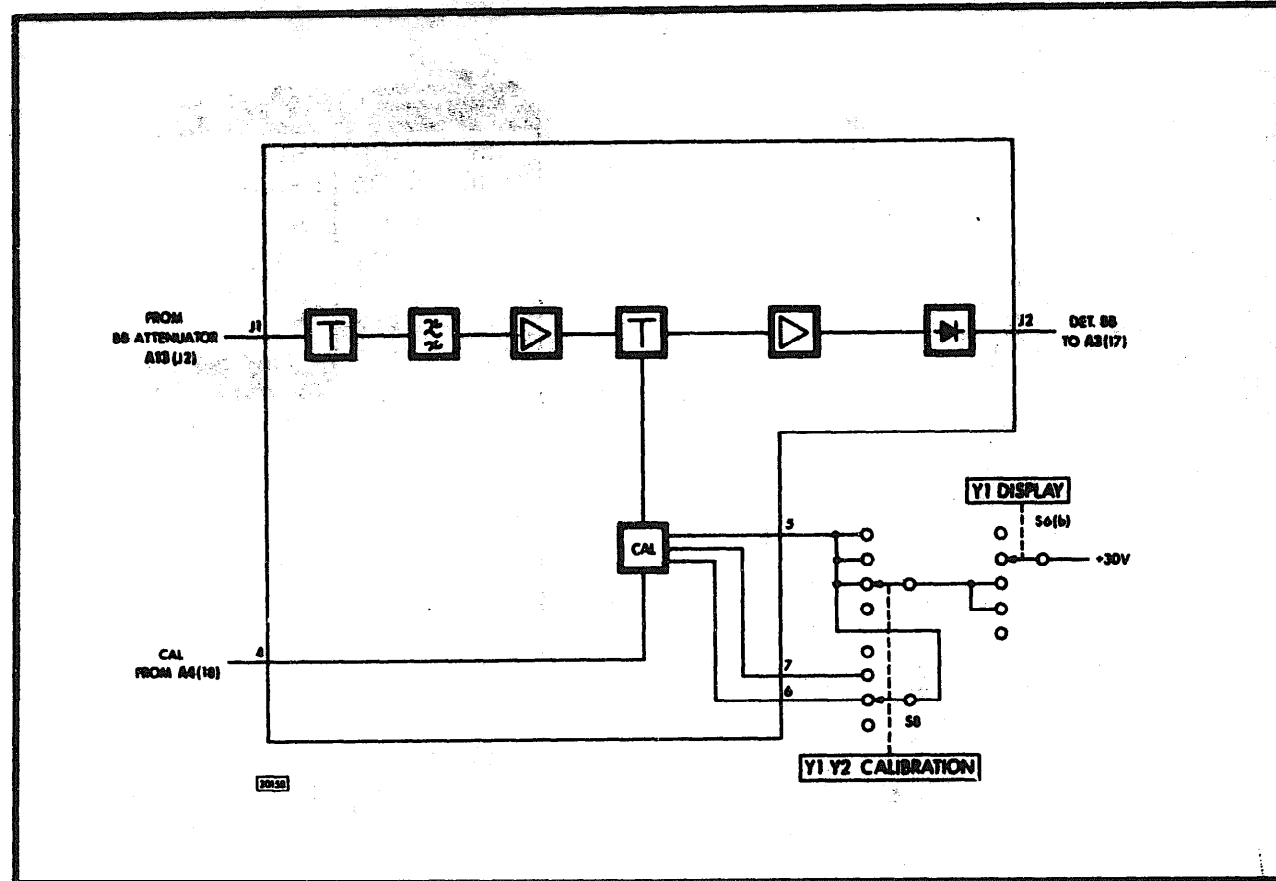 FROM
BB ATTENUATOR
A13 (J2)
J1
J2
DET. BB
TO A3(17)
CAL
5
Y1 DISPLAY
S6(b)
+30V
CAL
FROM A4(18)
4
7
6
S8
Y1 Y2 CALIBRATION
20158